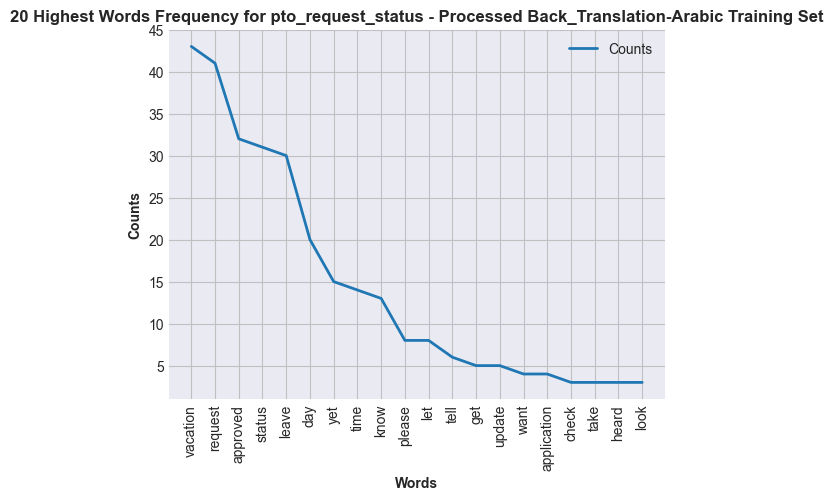 20 Highest Words Frequency for pto_request_status - Processed Back_Translation-Arabic Training Set
Counts
45
40
35
30
25
20
15
10
5
Counts
vacation
request
approved
status
leave
day
yet
time
know
please
let
tell
get
update
want
application
check
take
heard
look
Words